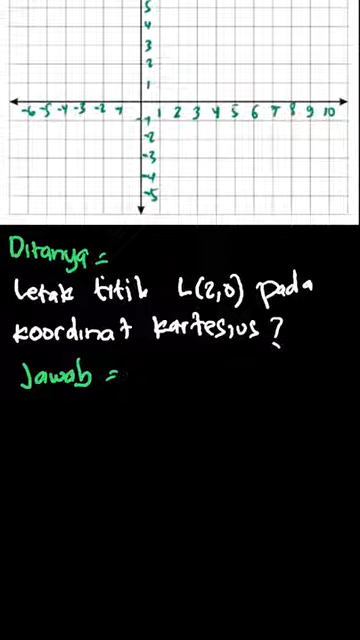 5
4
3
2
1
-6 -5 -4 -3 -2 -1 1 2 3 4 5 6 7 8 9 10
-1
-2
-3
-4
-5
Ditanya =
Letak titik L(2,0) pada
koordinat kartesius ?
Jawab =